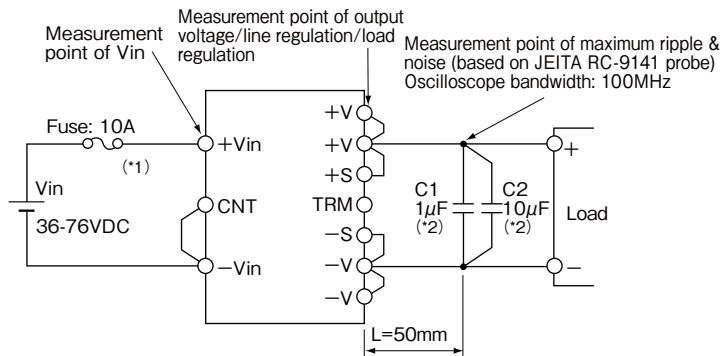 Measurement
point of Vin
Measurement point of output
voltage/line regulation/load
regulation
Measurement point of maximum ripple &
noise (based on JEITA RC-9141 probe)
Oscilloscope bandwidth: 100MHz
Fuse: 10A
(*1)
Vin
36-76VDC
+Vin
CNT
−Vin
+V
+V
+S
TRM
−S
−V
−V
C1
1μF
(*2)
C2
10μF
(*2)
+
Load
−
L=50mm